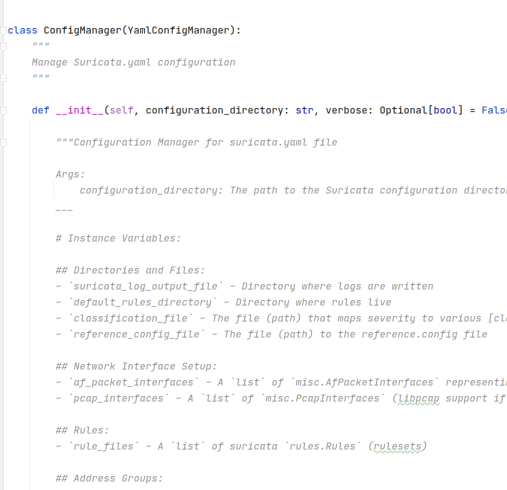 class ConfigManager(YamlConfigManager):
"""
Manage Suricata.yaml configuration
"""
def __init__(self, configuration_directory: str, verbose: Optional[bool] = Fals
"""Configuration Manager for suricata.yaml file
Args:
configuration_directory: The path to the Suricata configuration director
___
# Instance Variables:
## Directories and Files:
- `suricata_log_output_file` - Directory where logs are written
- `default_rules_directory` - Directory where rules live
- `classification_file` - The file (path) that maps severity to various [cla
- `reference_config_file` - The file (path) to the reference.config file
## Network Interface Setup:
- `af_packet_interfaces` - A `list` of `misc.AfPacketInterfaces` representin
- `pcap_interfaces` - A `list` of `misc.PcapInterfaces` (libpcap support if
## Rules:
- `rule_files` - A `list` of suricata `rules.Rules` (rulesets)
## Address Groups: